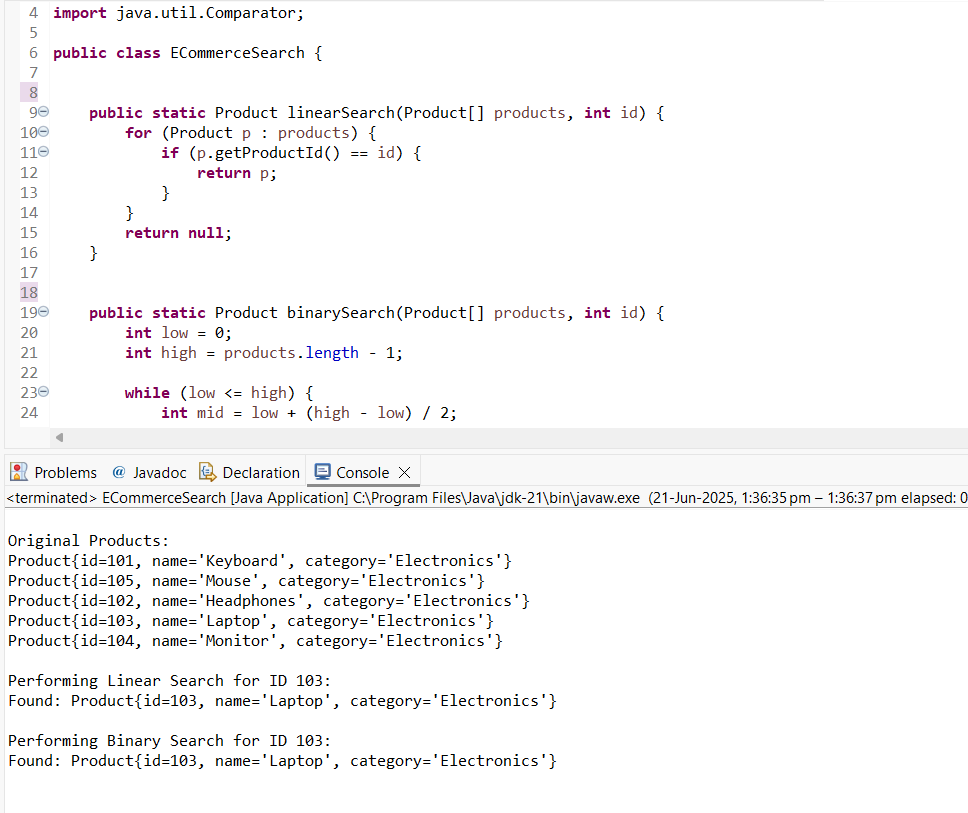 4 import java.util.Comparator;
5
6 public class ECommerceSearch {
7
8
9 public static Product linearSearch(Product[] products, int id) {
10 for (Product p : products) {
11 if (p.getProductId() == id) {
12 return p;
13 }
14 }
15 return null;
16 }
17
18
19 public static Product binarySearch(Product[] products, int id) {
20 int low = 0;
21 int high = products.length - 1;
22
23 while (low <= high) {
24 int mid = low + (high - low) / 2;
Problems @ Javadoc Declaration Console
<terminated> ECommerceSearch [Java Application] C:\Program Files\Java\jdk-21\bin\javaw.exe (21-Jun-2025, 1:36:35 pm – 1:36:37 pm elapsed: 0
Original Products:
Product{id=101, name='Keyboard', category='Electronics'}
Product{id=105, name='Mouse', category='Electronics'}
Product{id=102, name='Headphones', category='Electronics'}
Product{id=103, name='Laptop', category='Electronics'}
Product{id=104, name='Monitor', category='Electronics'}
Performing Linear Search for ID 103:
Found: Product{id=103, name='Laptop', category='Electronics'}
Performing Binary Search for ID 103:
Found: Product{id=103, name='Laptop', category='Electronics'}